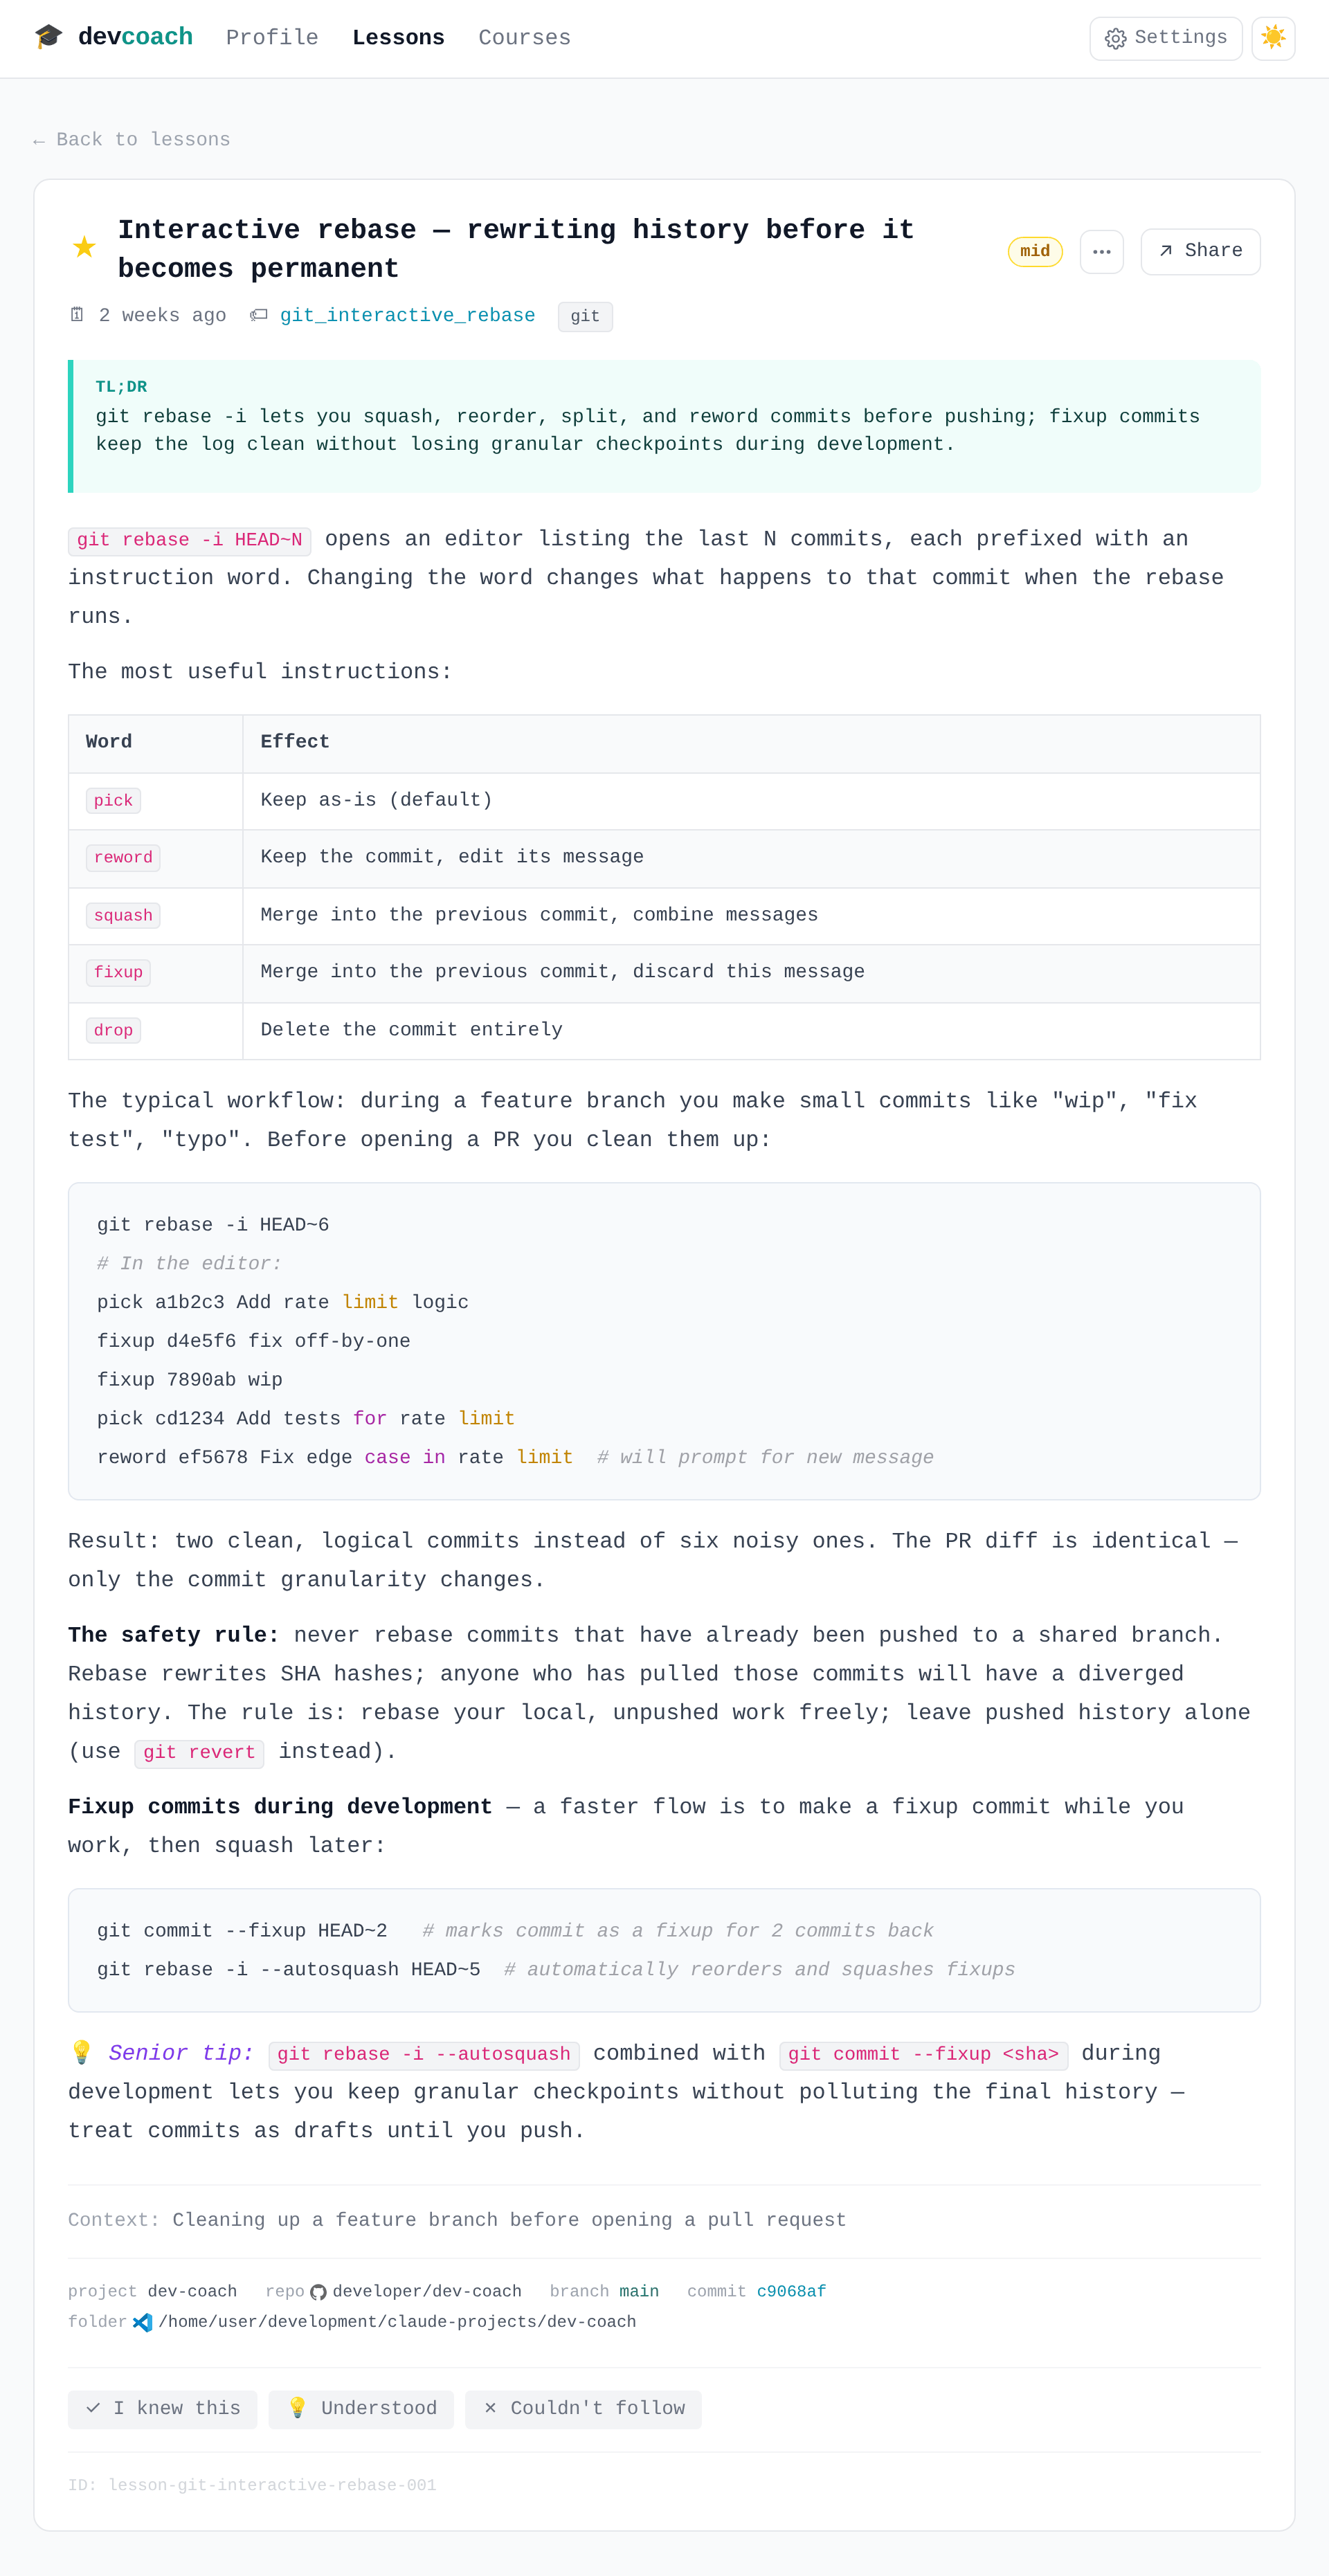 devcoach Profile Lessons Courses Settings
← Back to lessons
Interactive rebase — rewriting history before it
becomes permanent
mid ··· ↗ Share
2 weeks ago git_interactive_rebase git
TL;DR
git rebase -i lets you squash, reorder, split, and reword commits before pushing; fixup commits
keep the log clean without losing granular checkpoints during development.
git rebase -i HEAD~N opens an editor listing the last N commits, each prefixed with an
instruction word. Changing the word changes what happens to that commit when the rebase
runs.
The most useful instructions:
Word Effect
pick Keep as-is (default)
reword Keep the commit, edit its message
squash Merge into the previous commit, combine messages
fixup Merge into the previous commit, discard this message
drop Delete the commit entirely
The typical workflow: during a feature branch you make small commits like "wip", "fix
test", "typo". Before opening a PR you clean them up:
git rebase -i HEAD~6
# In the editor:
pick a1b2c3 Add rate limit logic
fixup d4e5f6 fix off-by-one
fixup 7890ab wip
pick cd1234 Add tests for rate limit
reword ef5678 Fix edge case in rate limit  # will prompt for new message
Result: two clean, logical commits instead of six noisy ones. The PR diff is identical —
only the commit granularity changes.
The safety rule: never rebase commits that have already been pushed to a shared branch.
Rebase rewrites SHA hashes; anyone who has pulled those commits will have a diverged
history. The rule is: rebase your local, unpushed work freely; leave pushed history alone
(use git revert instead).
Fixup commits during development — a faster flow is to make a fixup commit while you
work, then squash later:
git commit --fixup HEAD~2   # marks commit as a fixup for 2 commits back
git rebase -i --autosquash HEAD~5  # automatically reorders and squashes fixups
💡 Senior tip: git rebase -i --autosquash combined with git commit --fixup <sha> during
development lets you keep granular checkpoints without polluting the final history —
treat commits as drafts until you push.
Context: Cleaning up a feature branch before opening a pull request
project dev-coach repo developer/dev-coach branch main commit c9068af
folder /home/user/development/claude-projects/dev-coach
✓ I knew this 💡 Understood ✕ Couldn't follow
ID: lesson-git-interactive-rebase-001